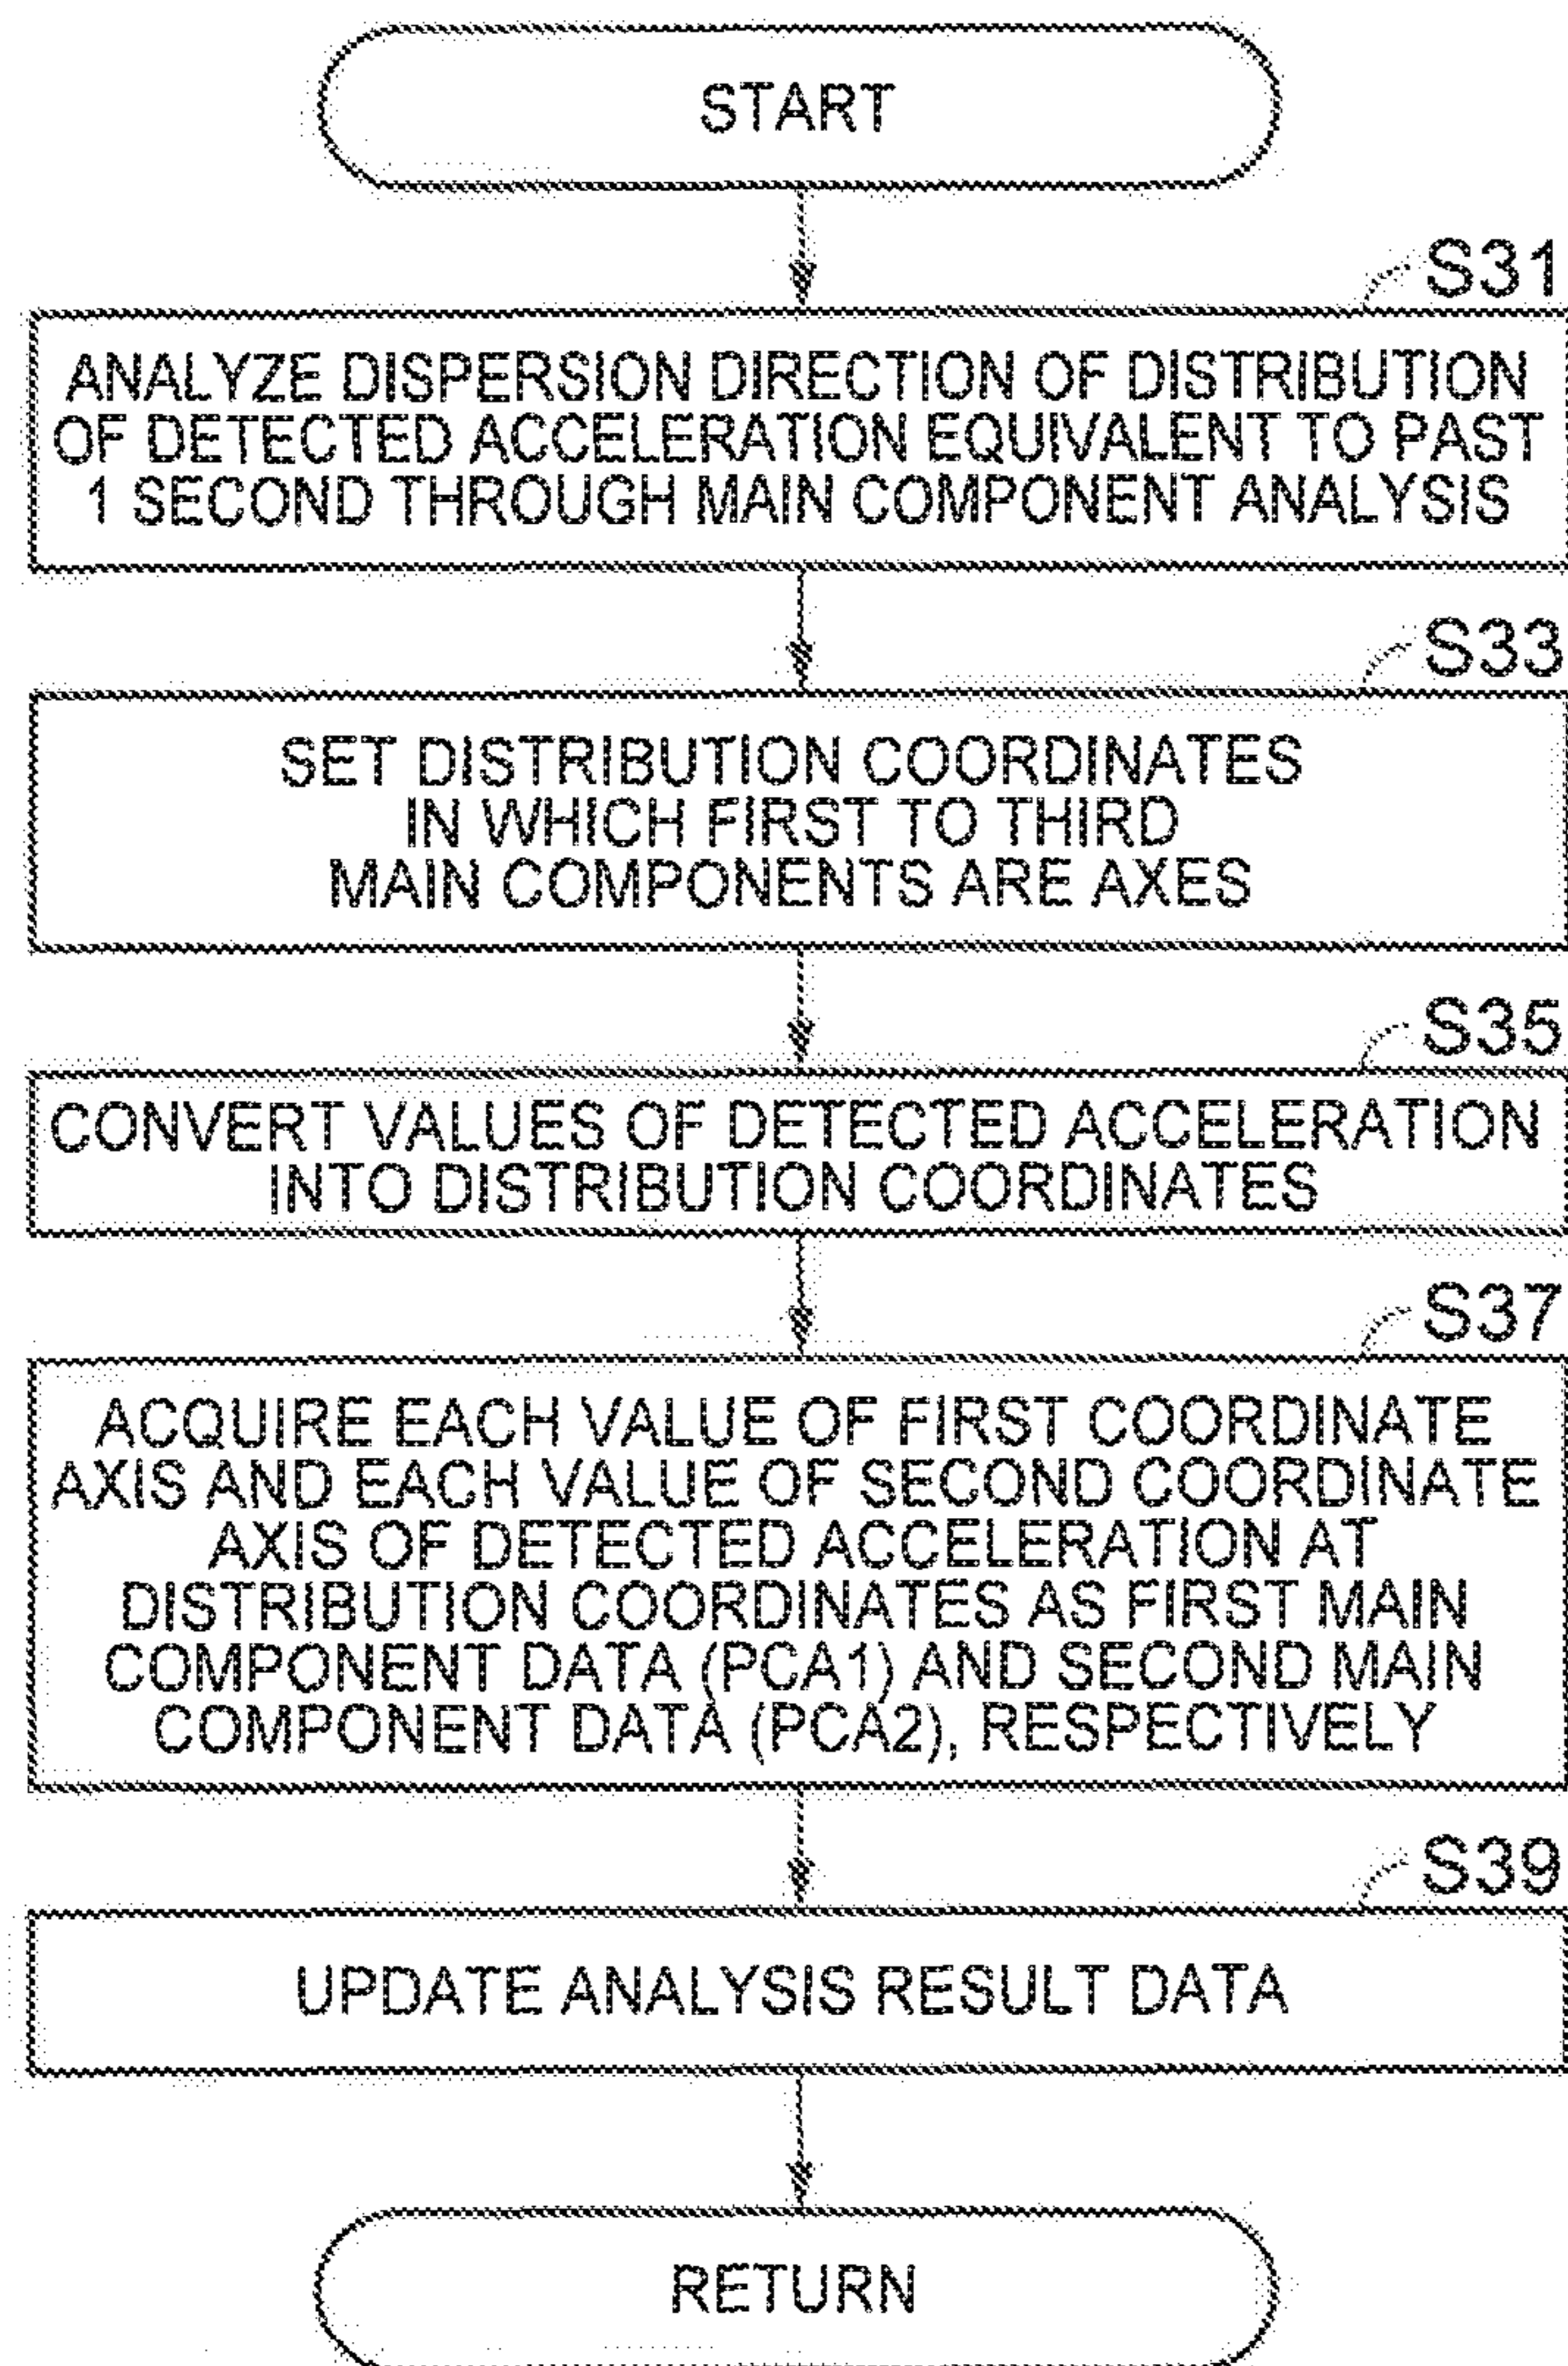 START
S31
ANALYZE DISPERSION DIRECTION OF DISTRIBUTION
OF DETECTED ACCELERATION EQUIVALENT TO PAST
1 SECOND THROUGH MAIN COMPONENT ANALYSIS
S33
SET DISTRIBUTION COORDINATES
IN WHICH FIRST TO THIRD
MAIN COMPONENTS ARE AXES
S35
CONVERT VALUES OF DETECTED ACCELERATION
INTO DISTRIBUTION COORDINATES
S37
ACQUIRE EACH VALUE OF FIRST COORDINATE
AXIS AND EACH VALUE OF SECOND COORDINATE
AXIS OF DETECTED ACCELERATION AT
DISTRIBUTION COORDINATES AS FIRST MAIN
COMPONENT DATA (PCA1) AND SECOND MAIN
COMPONENT DATA (PCA2), RESPECTIVELY
S39
UPDATE ANALYSIS RESULT DATA
RETURN